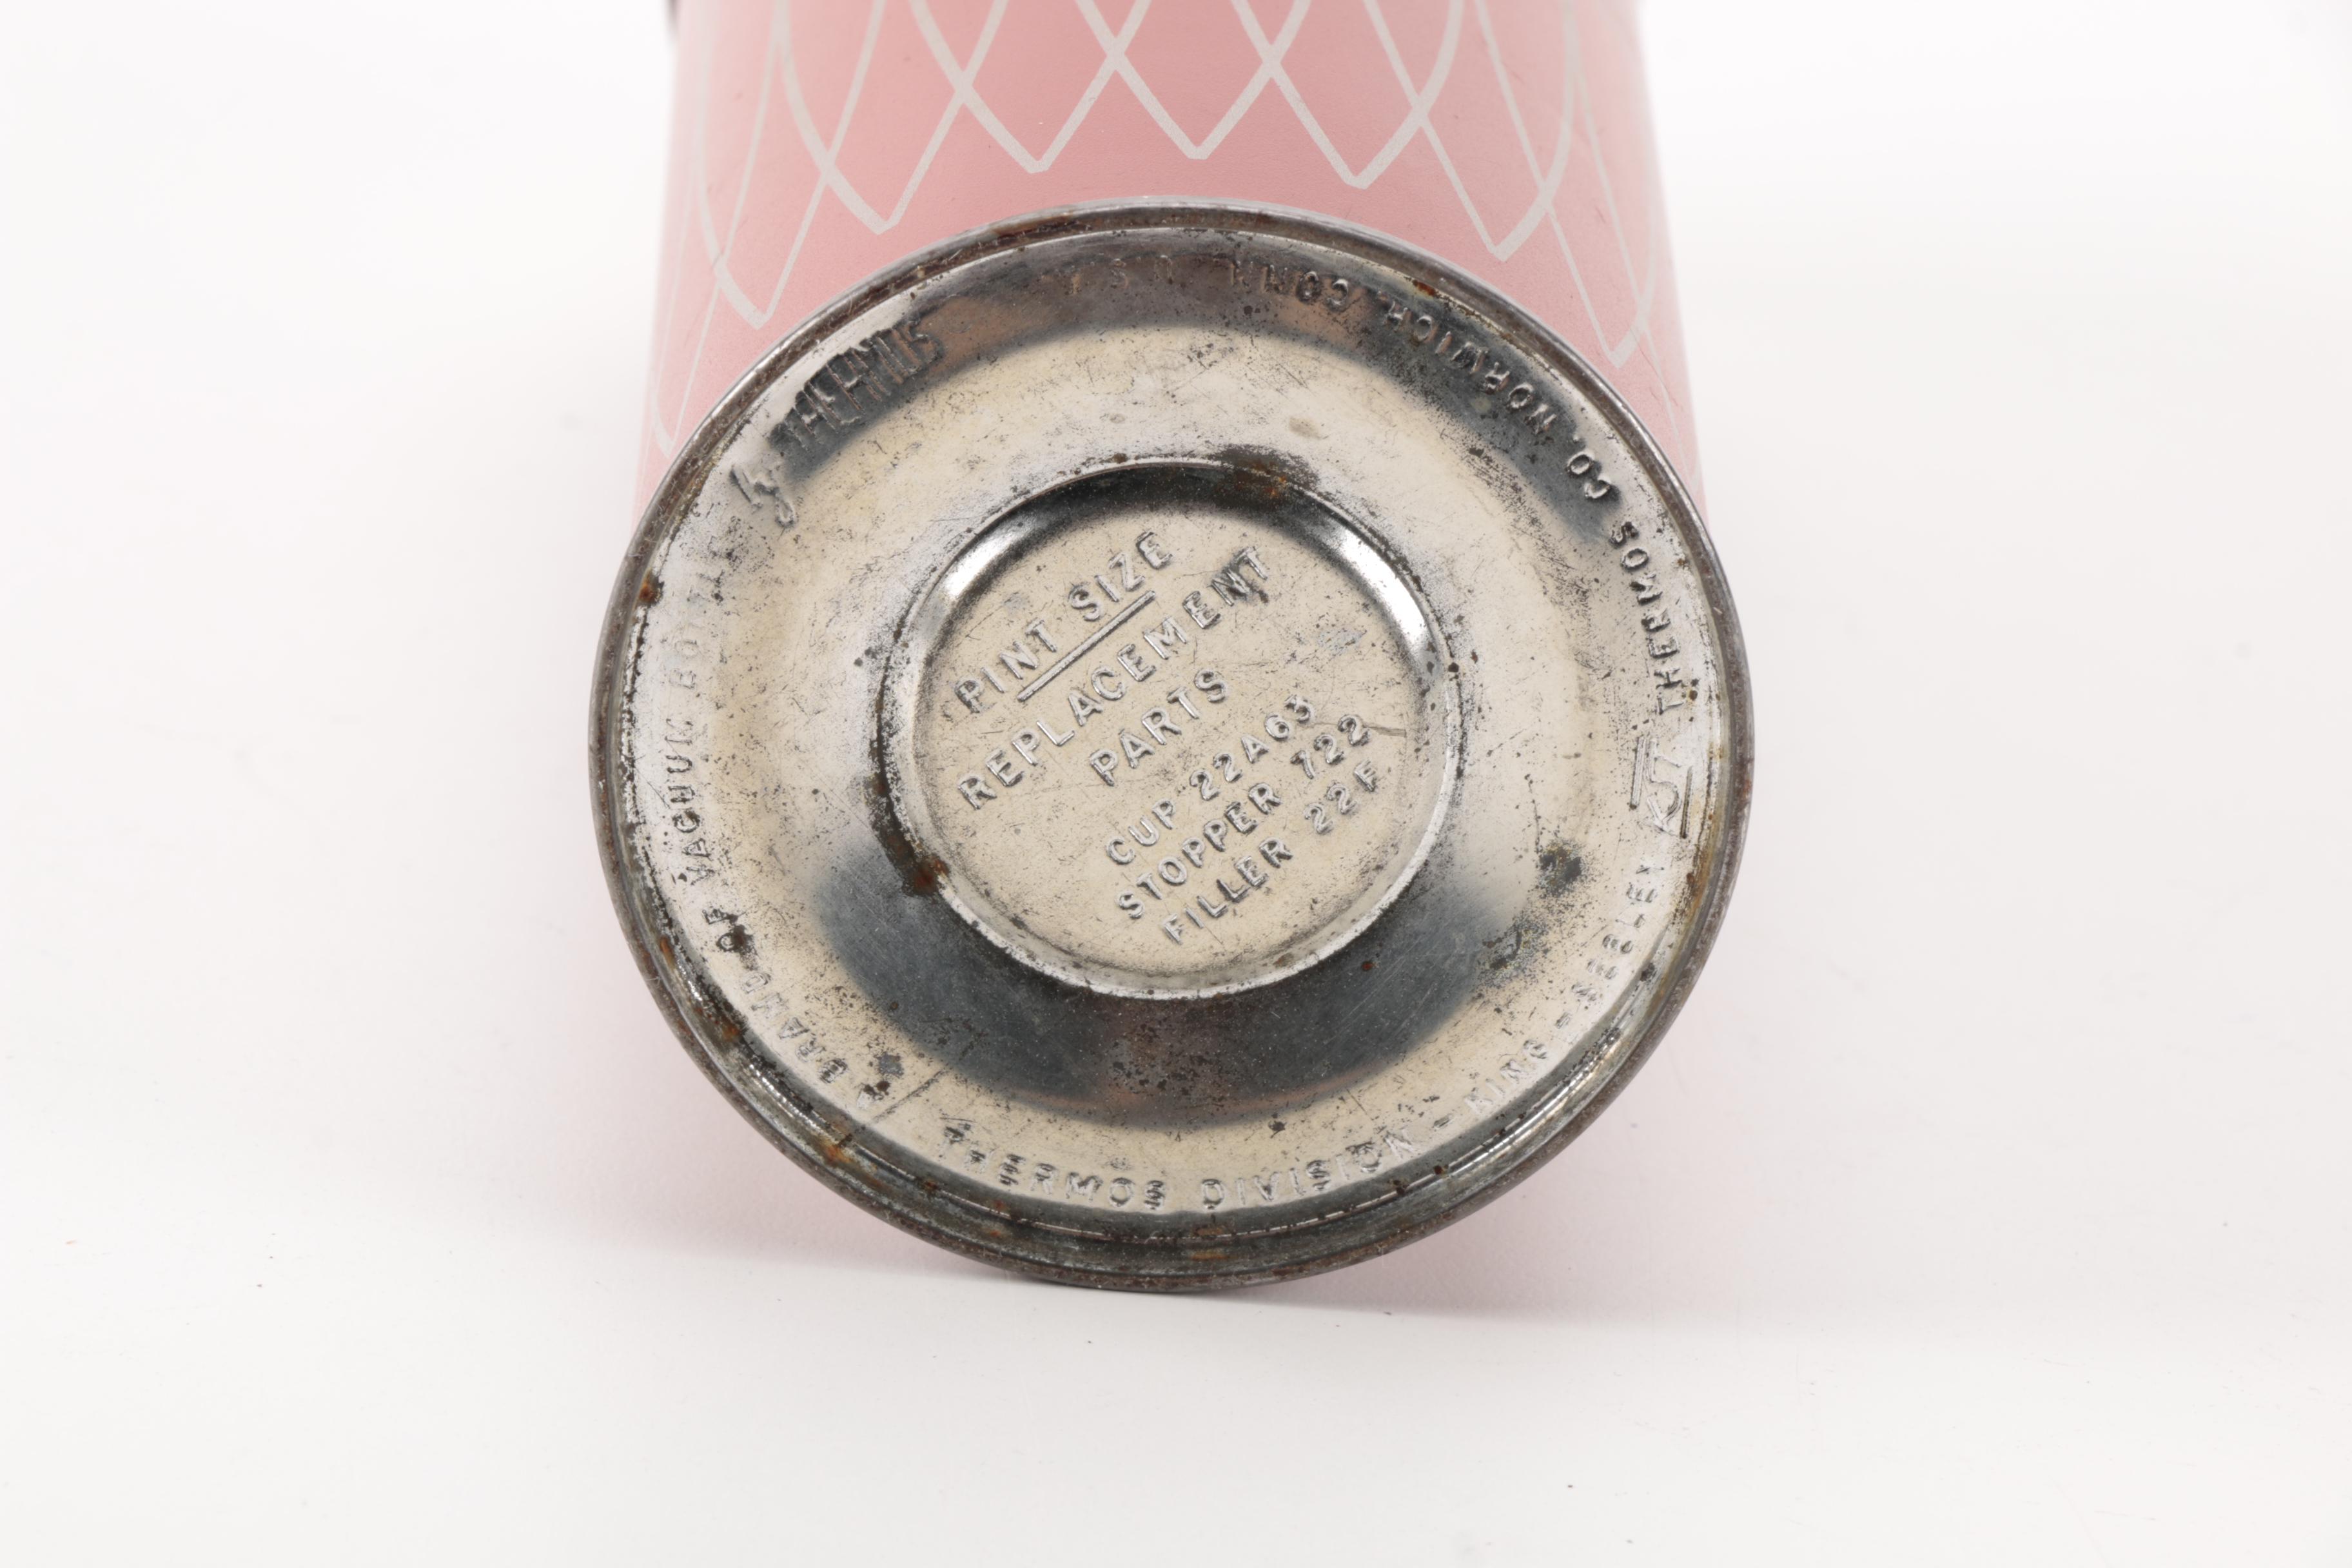 PINT SIZE
REPLACEMENT
PARTS
CUP 22A63
STOPPER 722
FILLER 22F
A BRAND OF VACUUM BOTTLE by THERMOS
U.S.A.
THERMOS CO. NORWICH, CONN.
THERMOS DIVISION - KING - SEELEY